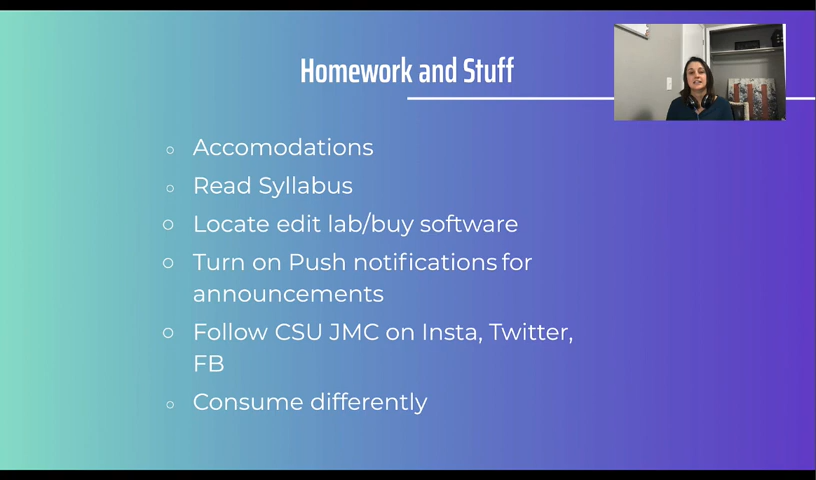 Homework and Stuff
Accomodations
Read Syllabus
Locate edit lab/buy software
Turn on Push notifications for
announcements
Follow CSU JMC on Insta, Twitter,
FB
Consume differently